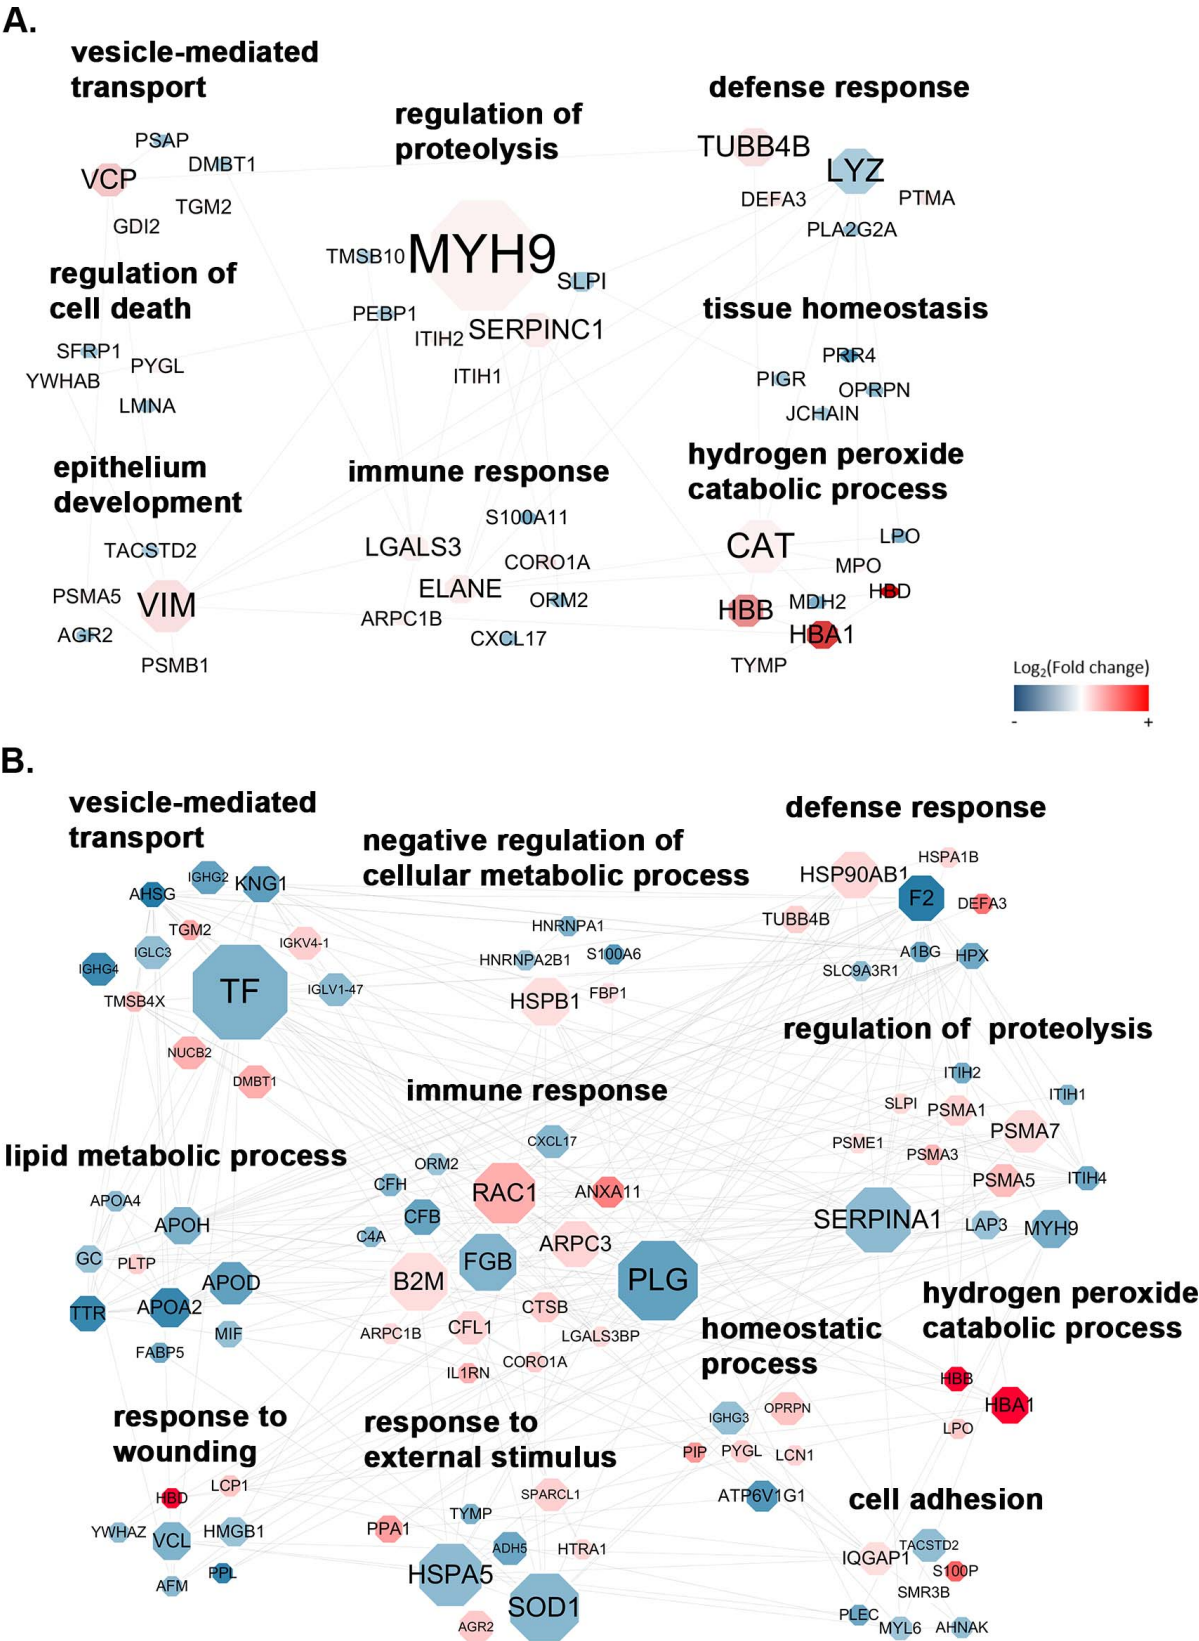 A.
vesicle-mediated
transport
PSAP
DMBT1
VCP
TGM2
GDI2
regulation of
proteolysis
TMSB10
MYH9
SLPI
PEBP1
ITIH2
SERPINC1
ITIH1
defense response
TUBB4B
LYZ
DEFA3
PTMA
PLA2G2A
regulation of
cell death
SFRP1
PYGL
YWHAB
LMNA
tissue homeostasis
PRR4
PIGR
OPRPN
JCHAIN
epithelium
development
TACSTD2
PSMA5
VIM
AGR2
PSMB1
immune response
S100A11
LGALS3
CORO1A
ELANE
ORM2
ARPC1B
CXCL17
hydrogen peroxide
catabolic process
CAT
LPO
MPO
HBD
HBB
MDH2
HBA1
TYMP
Log2(Fold change)
-
+
B.
vesicle-mediated
transport
IGHG2
KNG1
AHSG
TGM2
IGLC3
IGKV4-1
IGHG4
TF
IGLV1-47
TMSB4X
NUCB2
DMBT1
negative regulation of
cellular metabolic process
HNRNPA1
HNRNPA2B1
S100A6
HSPB1
FBP1
defense response
HSPA1B
HSP90AB1
F2
DEFA3
TUBB4B
A1BG
HPX
SLC9A3R1
regulation of proteolysis
ITIH2
ITIH1
SLPI
PSMA1
PSMA7
PSME1
PSMA3
PSMA5
ITIH4
SERPINA1
LAP3
MYH9
immune response
CXCL17
ORM2
CFH
RAC1
ANXA11
CFB
C4A
ARPC3
FGB
B2M
PLG
CTSB
ARPC1B
CFL1
LGALS3BP
CORO1A
IL1RN
lipid metabolic process
APOA4
APOH
GC
PLTP
APOD
TTR
APOA2
MIF
FABP5
hydrogen peroxide
catabolic process
HBB
HBA1
LPO
homeostatic
process
IGHG3
OPRPN
PIP
PYGL
LCN1
ATP6V1G1
response to
wounding
HBD
LCP1
YWHAZ
VCL
HMGB1
PPL
AFM
response to
external stimulus
SPARCL1
TYMP
PPA1
ADH5
HTRA1
HSPA5
SOD1
AGR2
cell adhesion
IQGAP1
TACSTD2
S100P
SMR3B
PLEC
MYL6
AHNAK